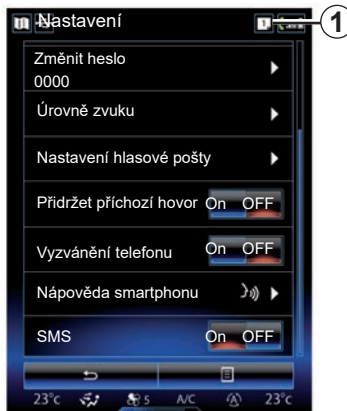 Nastavení
1
1
Změnit heslo
0000
Úrovně zvuku
Nastavení hlasové pošty
Přidržet příchozí hovor On OFF
Vyzvánění telefonu On OFF
Nápověda smartphonu
SMS On OFF
23°c 5 A/C 23°c